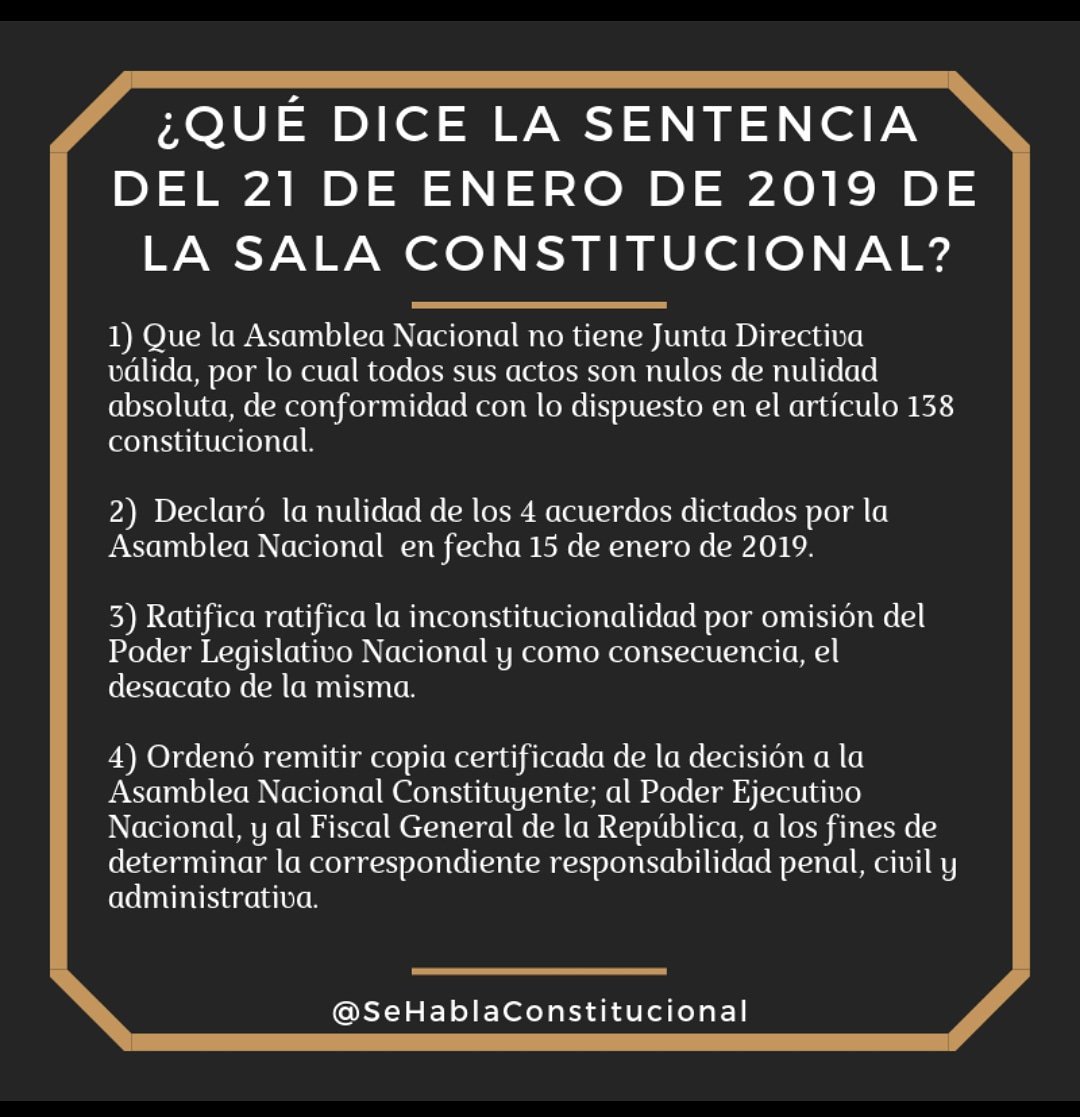 ¿QUÉ DICE LA SENTENCIA
DEL 21 DE ENERO DE 2019 DE
LA SALA CONSTITUCIONAL?
1) Que la Asamblea Nacional no tiene Junta Directiva
válida, por lo cual todos sus actos son nulos de nulidad
absoluta, de conformidad con lo dispuesto en el artículo 138
constitucional.
2)  Declaró  la nulidad de los 4 acuerdos dictados por la
Asamblea Nacional  en fecha 15 de enero de 2019.
3) Ratifica ratifica la inconstitucionalidad por omisión del
Poder Legislativo Nacional y como consecuencia, el
desacato de la misma.
4) Ordenó remitir copia certificada de la decisión a la
Asamblea Nacional Constituyente; al Poder Ejecutivo
Nacional, y al Fiscal General de la República, a los fines de
determinar la correspondiente responsabilidad penal, civil y
administrativa.
@SeHablaConstitucional